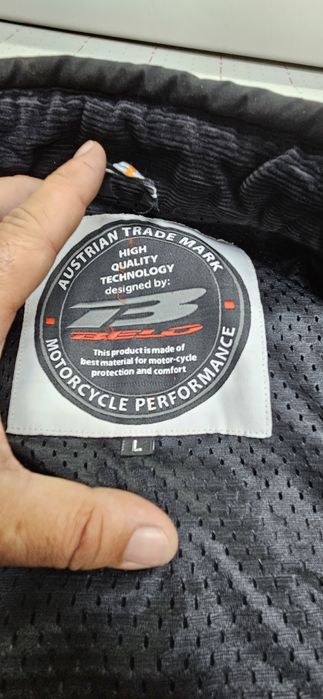 AUSTRIAN TRADE MARK
HIGH
QUALITY
TECHNOLOGY
designed by:
B
BELO
This product is made of
best material for motor-cycle
protection and comfort
MOTORCYCLE PERFORMANCE
L